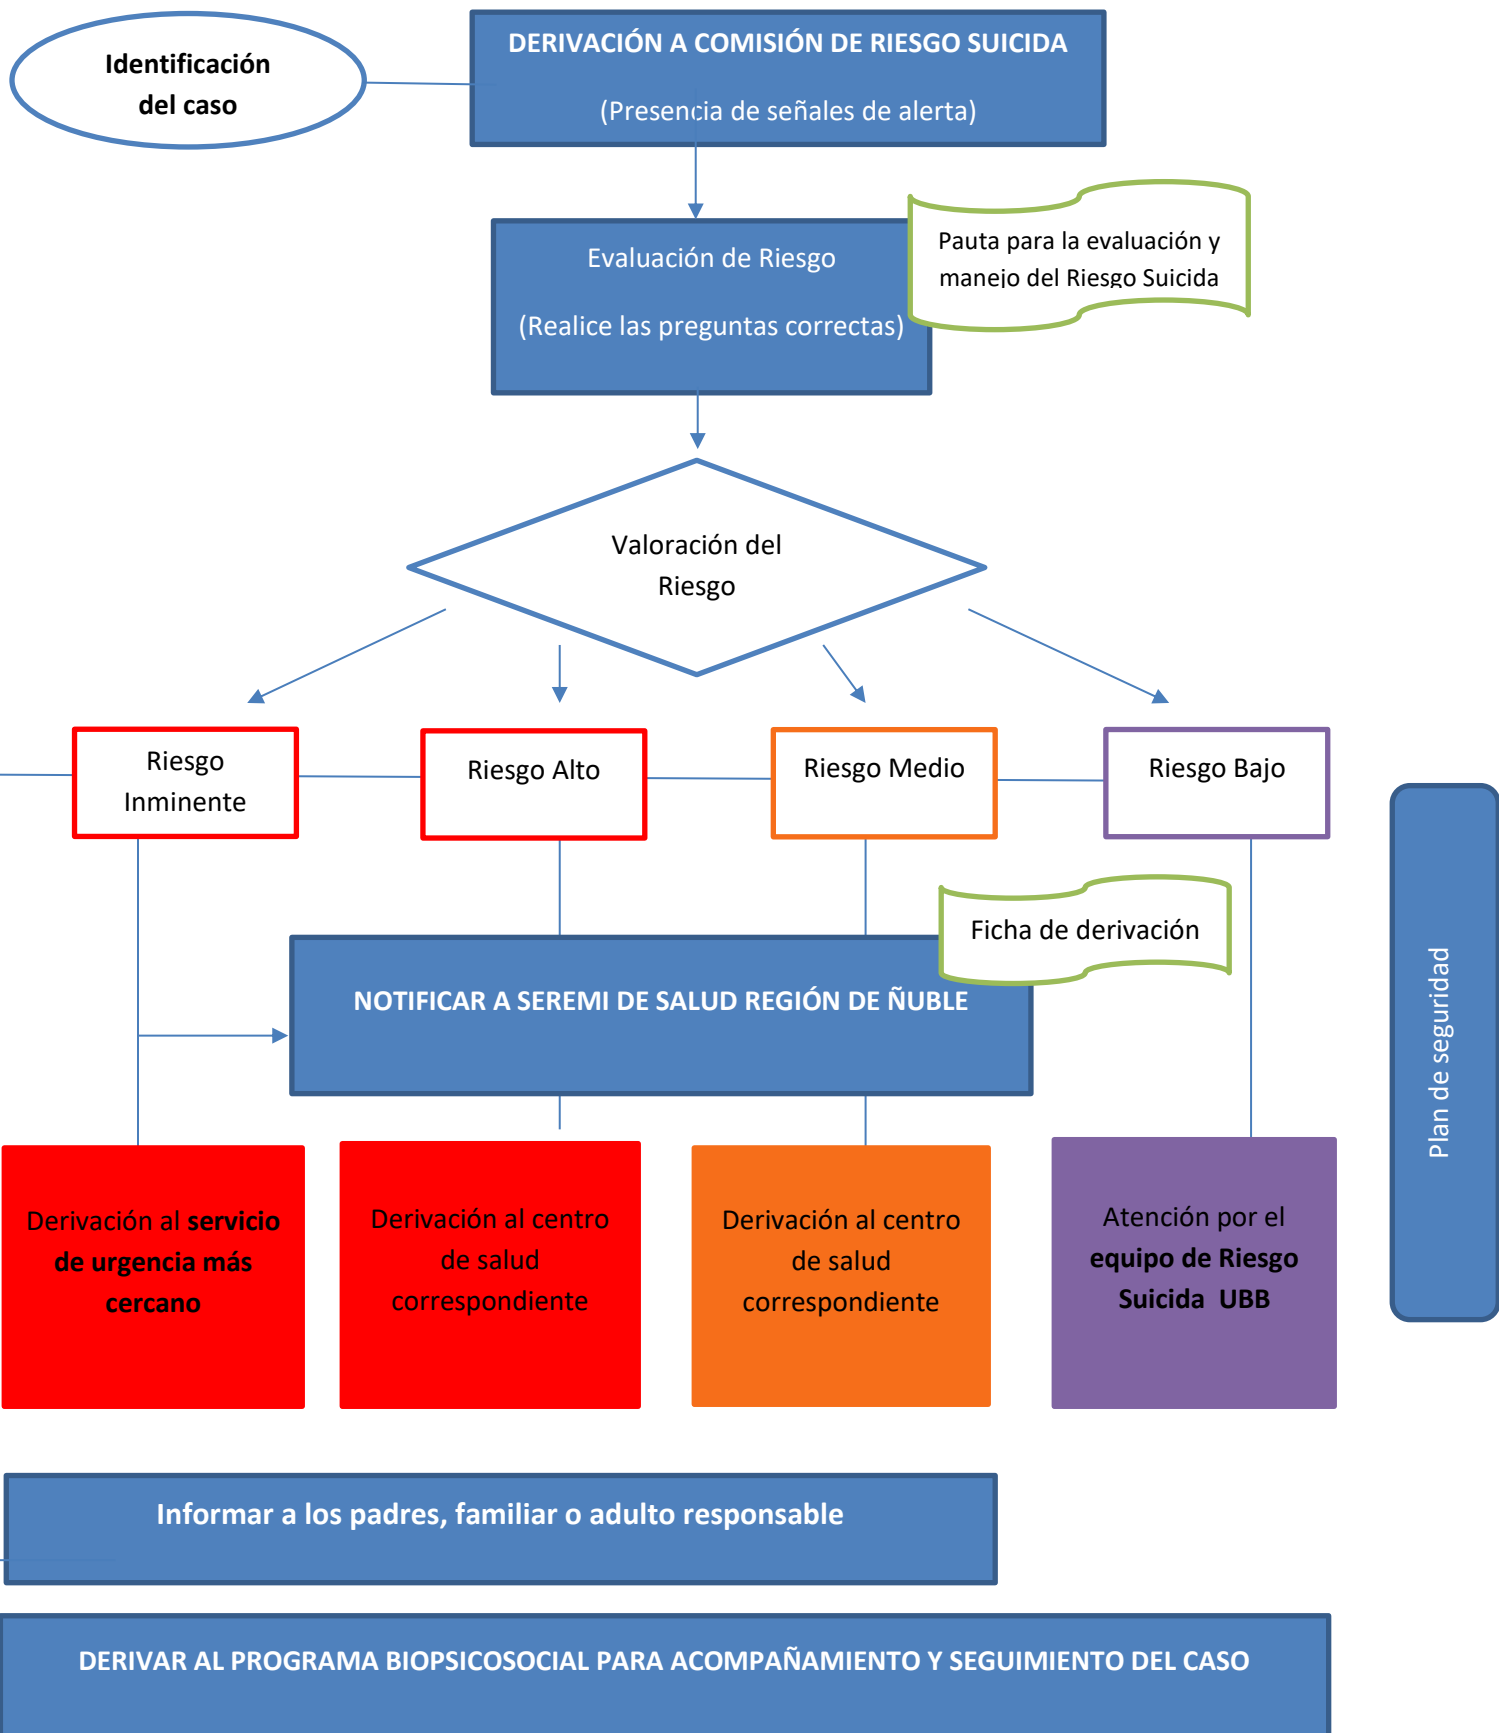 Identificación
del caso
DERIVACIÓN A COMISIÓN DE RIESGO SUICIDA
(Presencia de señales de alerta)
Evaluación de Riesgo
(Realice las preguntas correctas)
Pauta para la evaluación y
manejo del Riesgo Suicida
Valoración del
Riesgo
Riesgo
Inminente
Riesgo Alto
Riesgo Medio
Riesgo Bajo
Ficha de derivación
NOTIFICAR A SEREMI DE SALUD REGIÓN DE ÑUBLE
Plan de seguridad
Derivación al servicio
de urgencia más
cercano
Derivación al centro
de salud
correspondiente
Derivación al centro
de salud
correspondiente
Atención por el
equipo de Riesgo
Suicida UBB
Informar a los padres, familiar o adulto responsable
DERIVAR AL PROGRAMA BIOPSICOSOCIAL PARA ACOMPAÑAMIENTO Y SEGUIMIENTO DEL CASO